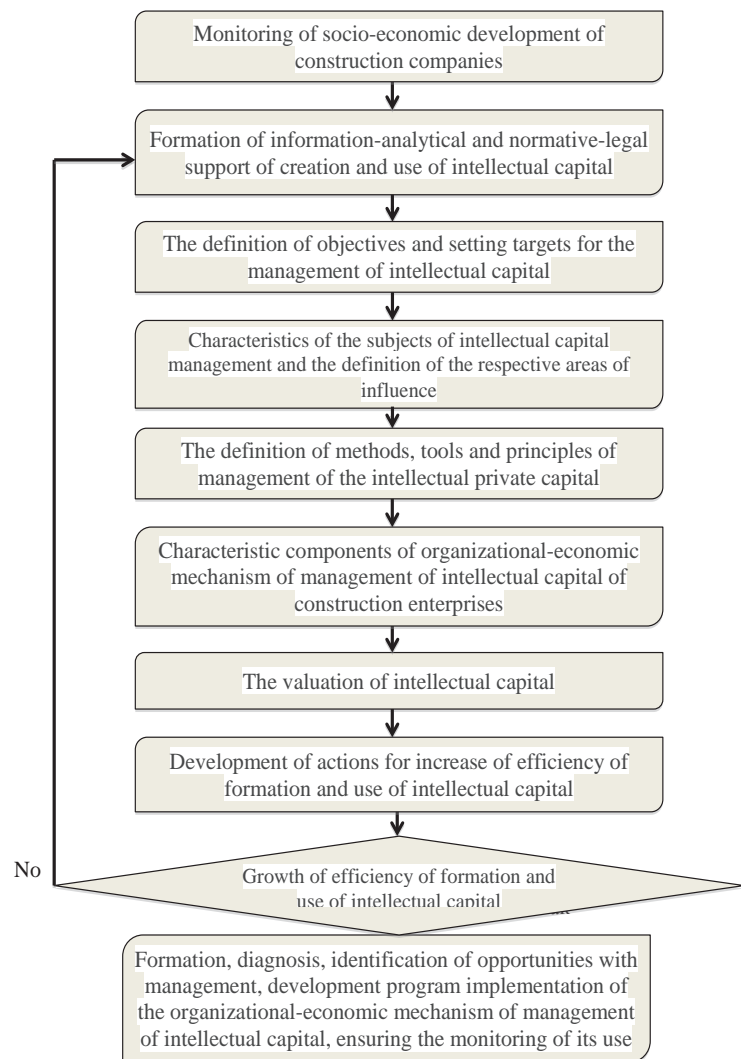 Monitoring of socio-economic development of
construction companies
Formation of information-analytical and normative-legal
support of creation and use of intellectual capital
The definition of objectives and setting targets for the
management of intellectual capital
Characteristics of the subjects of intellectual capital
management and the definition of the respective areas of
influence
The definition of methods, tools and principles of
management of the intellectual private capital
Characteristic components of organizational-economic
mechanism of management of intellectual capital of
construction enterprises
The valuation of intellectual capital
Development of actions for increase of efficiency of
formation and use of intellectual capital
No
Growth of efficiency of formation and
use of intellectual capital
Formation, diagnosis, identification of opportunities with
management, development program implementation of
the organizational-economic mechanism of management
of intellectual capital, ensuring the monitoring of its use